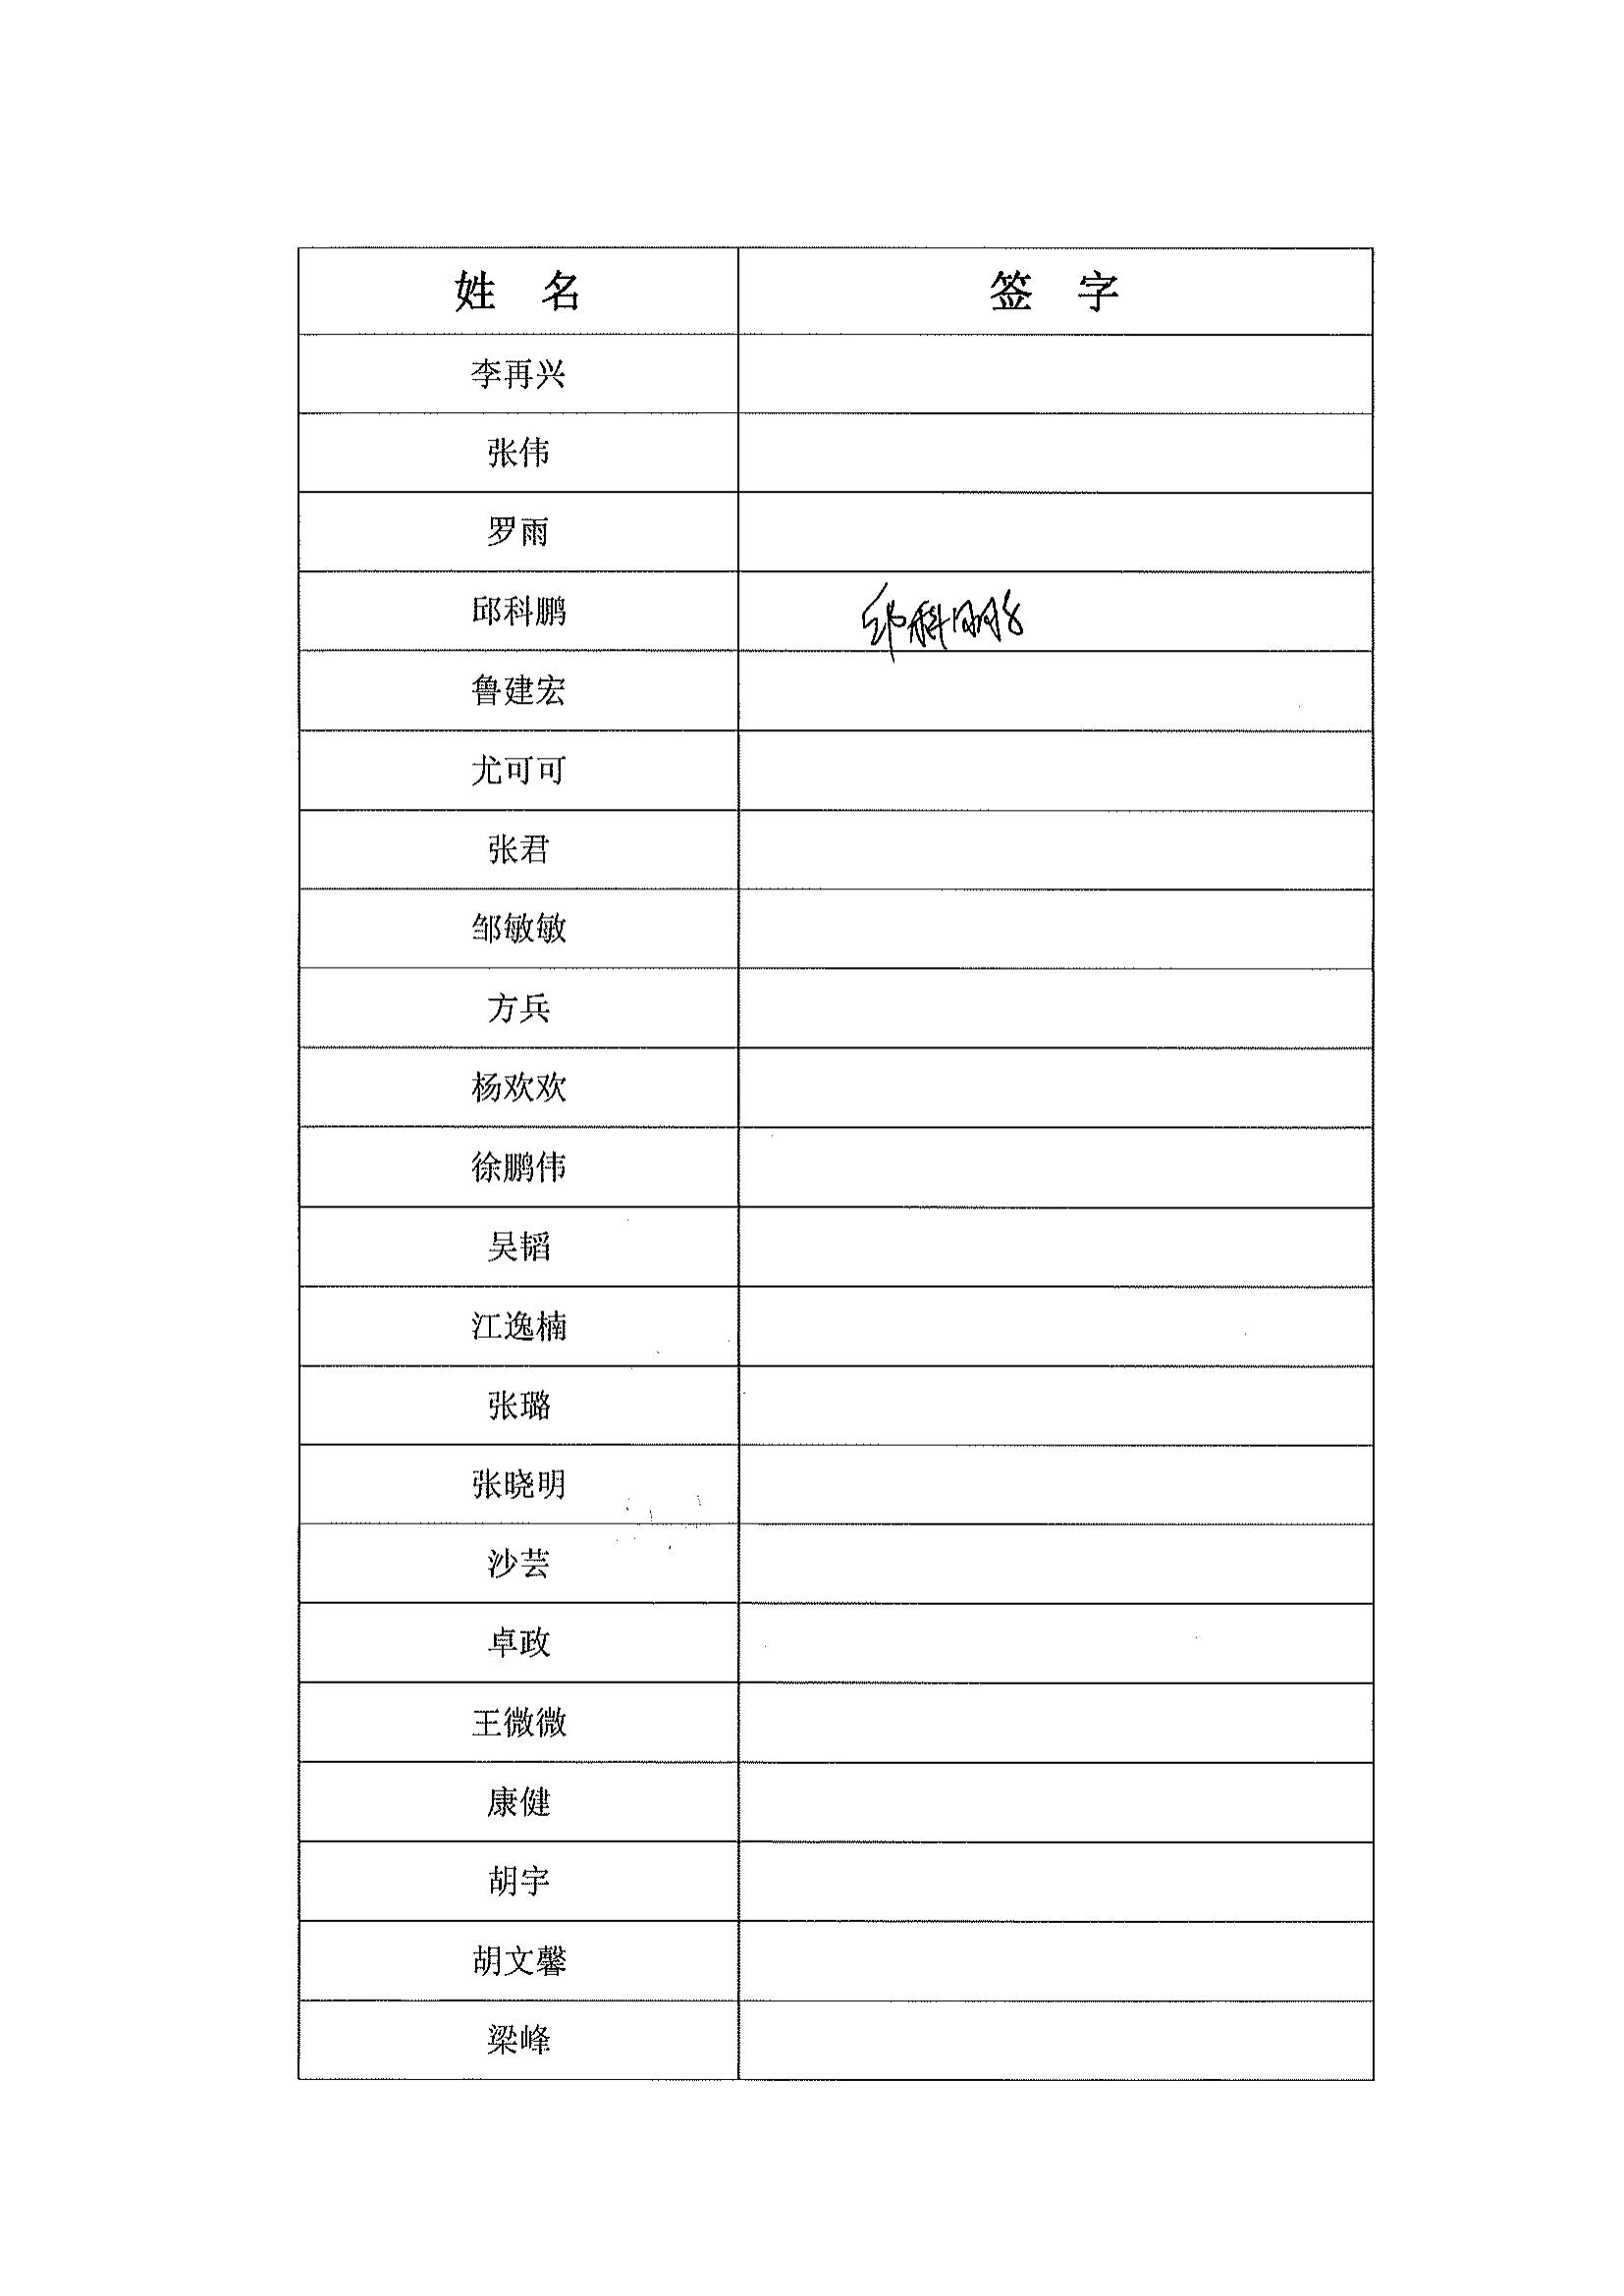 姓 名 签 字
李再兴
张伟
罗雨
邱科鹏 邱科鹏
鲁建宏
尤可可
张君
邹敏敏
方兵
杨欢欢
徐鹏伟
吴韬
江逸楠
张璐
张晓明
沙芸
卓政
王微微
康健
胡宇
胡文馨
梁峰